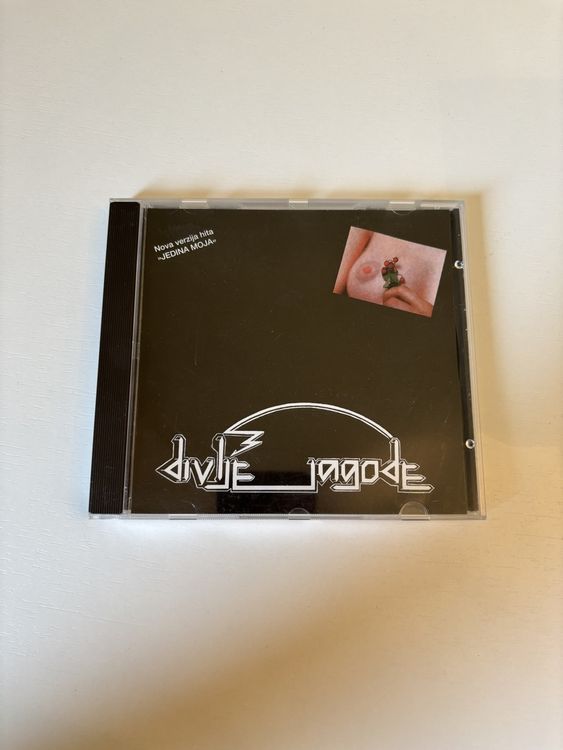 Nova verzija hita
»JEDINA MOJA«
divlje jagode